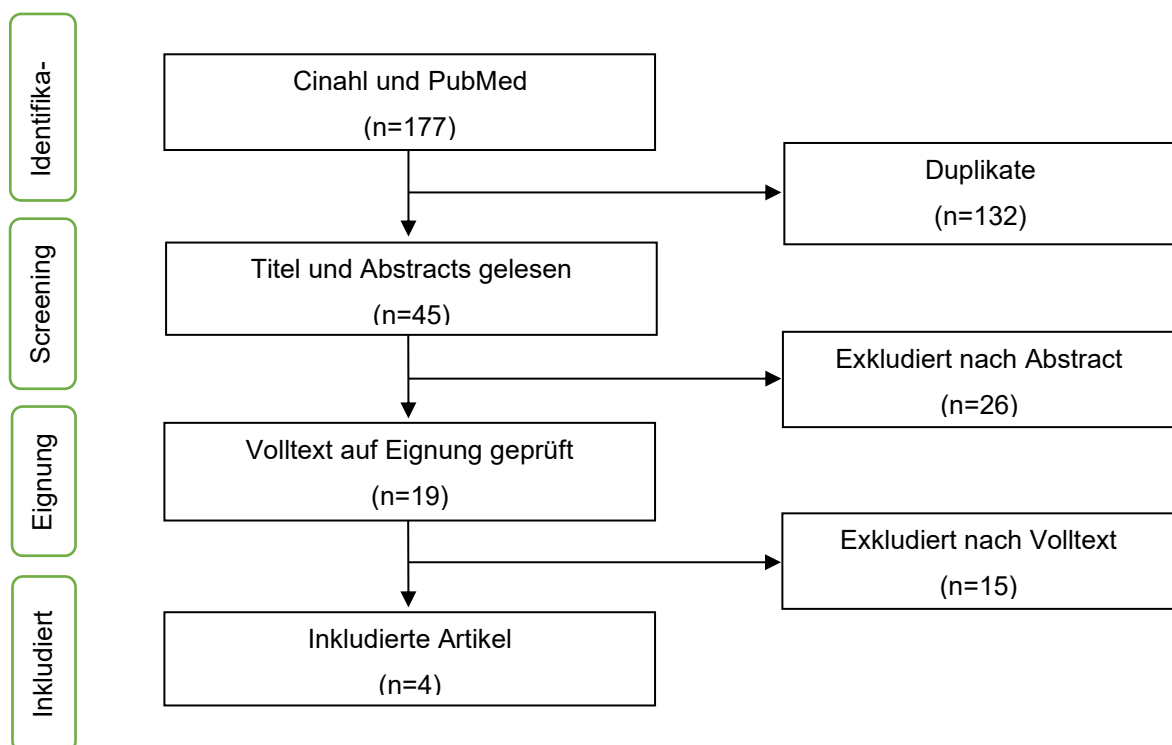 Identifika-
Cinahl und PubMed
(n=177)
Duplikate
(n=132)
Screening
Titel und Abstracts gelesen
(n=45)
Exkludiert nach Abstract
(n=26)
Eignung
Volltext auf Eignung geprüft
(n=19)
Exkludiert nach Volltext
(n=15)
Inkludiert
Inkludierte Artikel
(n=4)